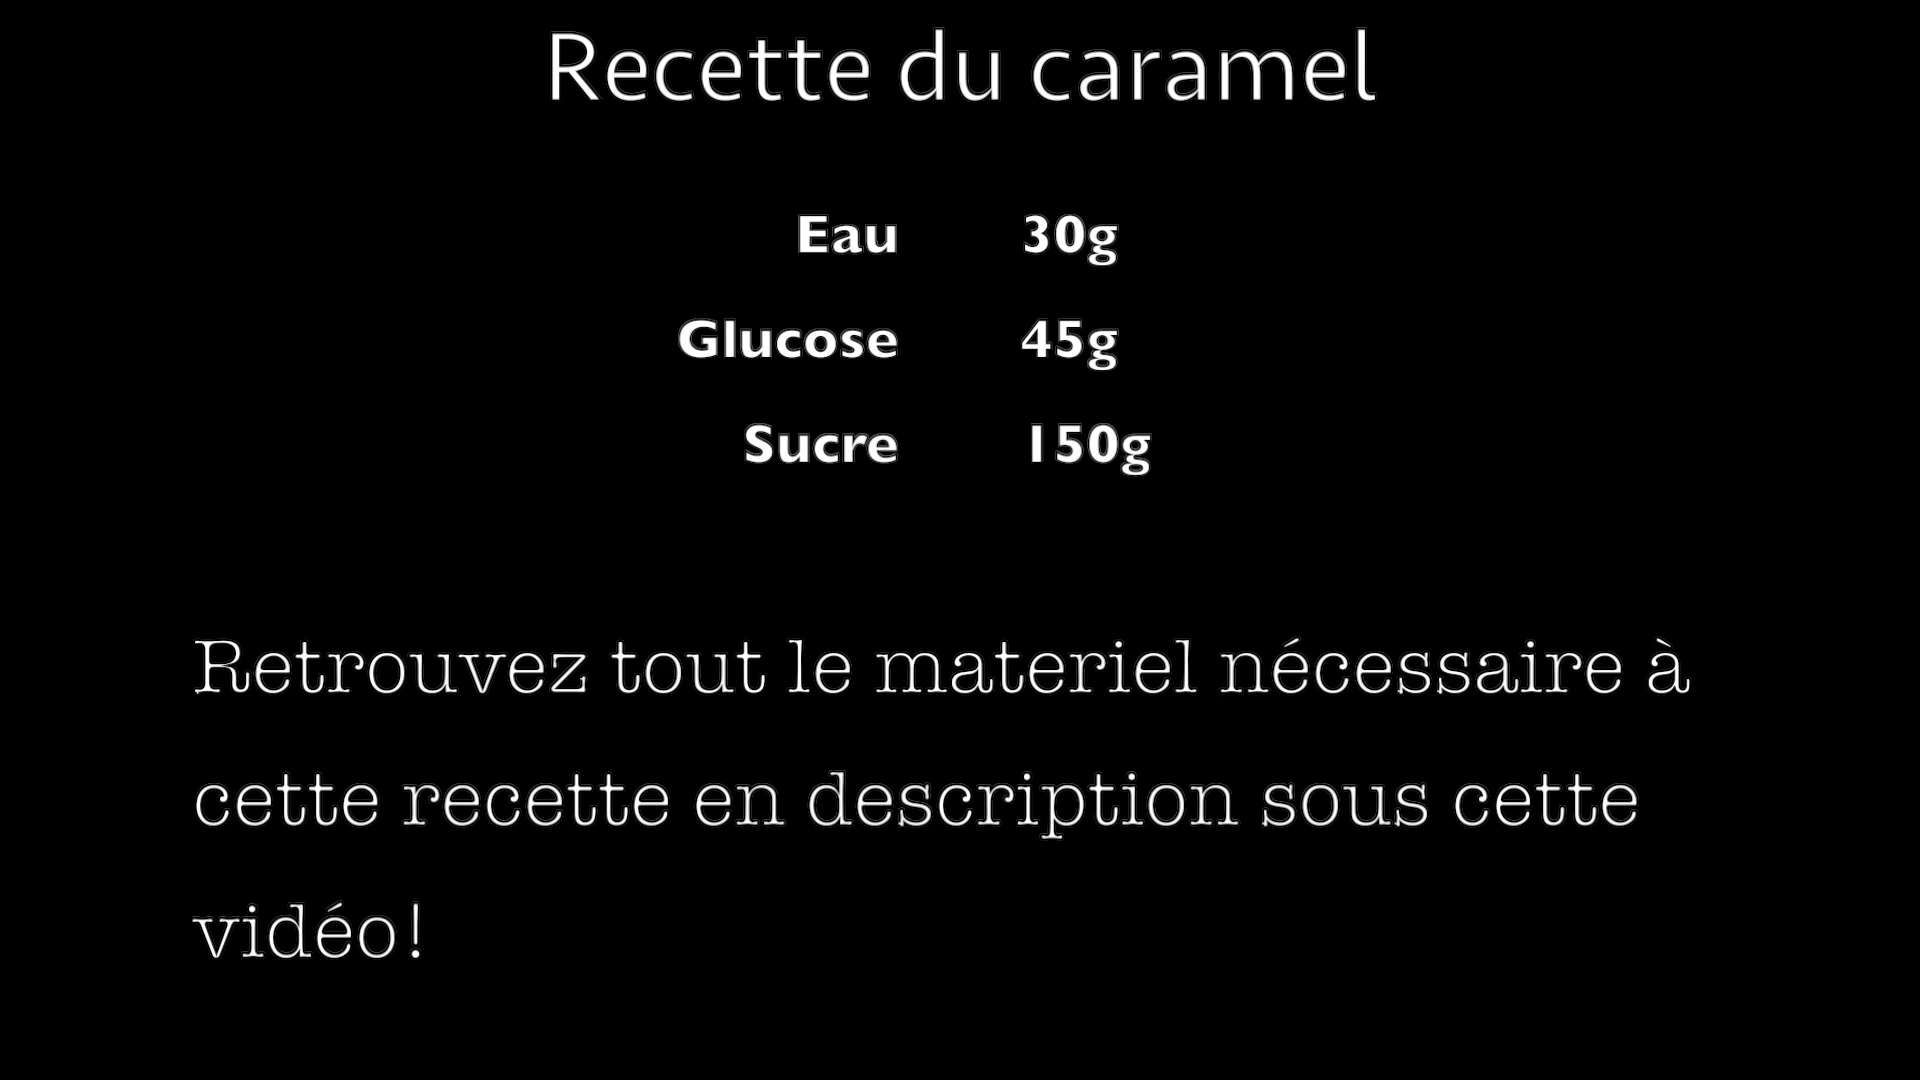 Recette du caramel
Eau 30g
Glucose 45g
Sucre 150g
Retrouvez tout le materiel nécessaire à
cette recette en description sous cette
vidéo!